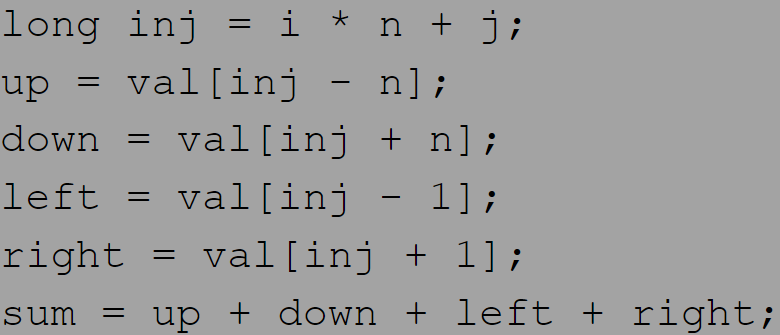 long inj = i * n + j;
up = val[inj - n];
down = val[inj + n];
left = val[inj - 1];
right = val[inj + 1];
sum = up + down + left + right;